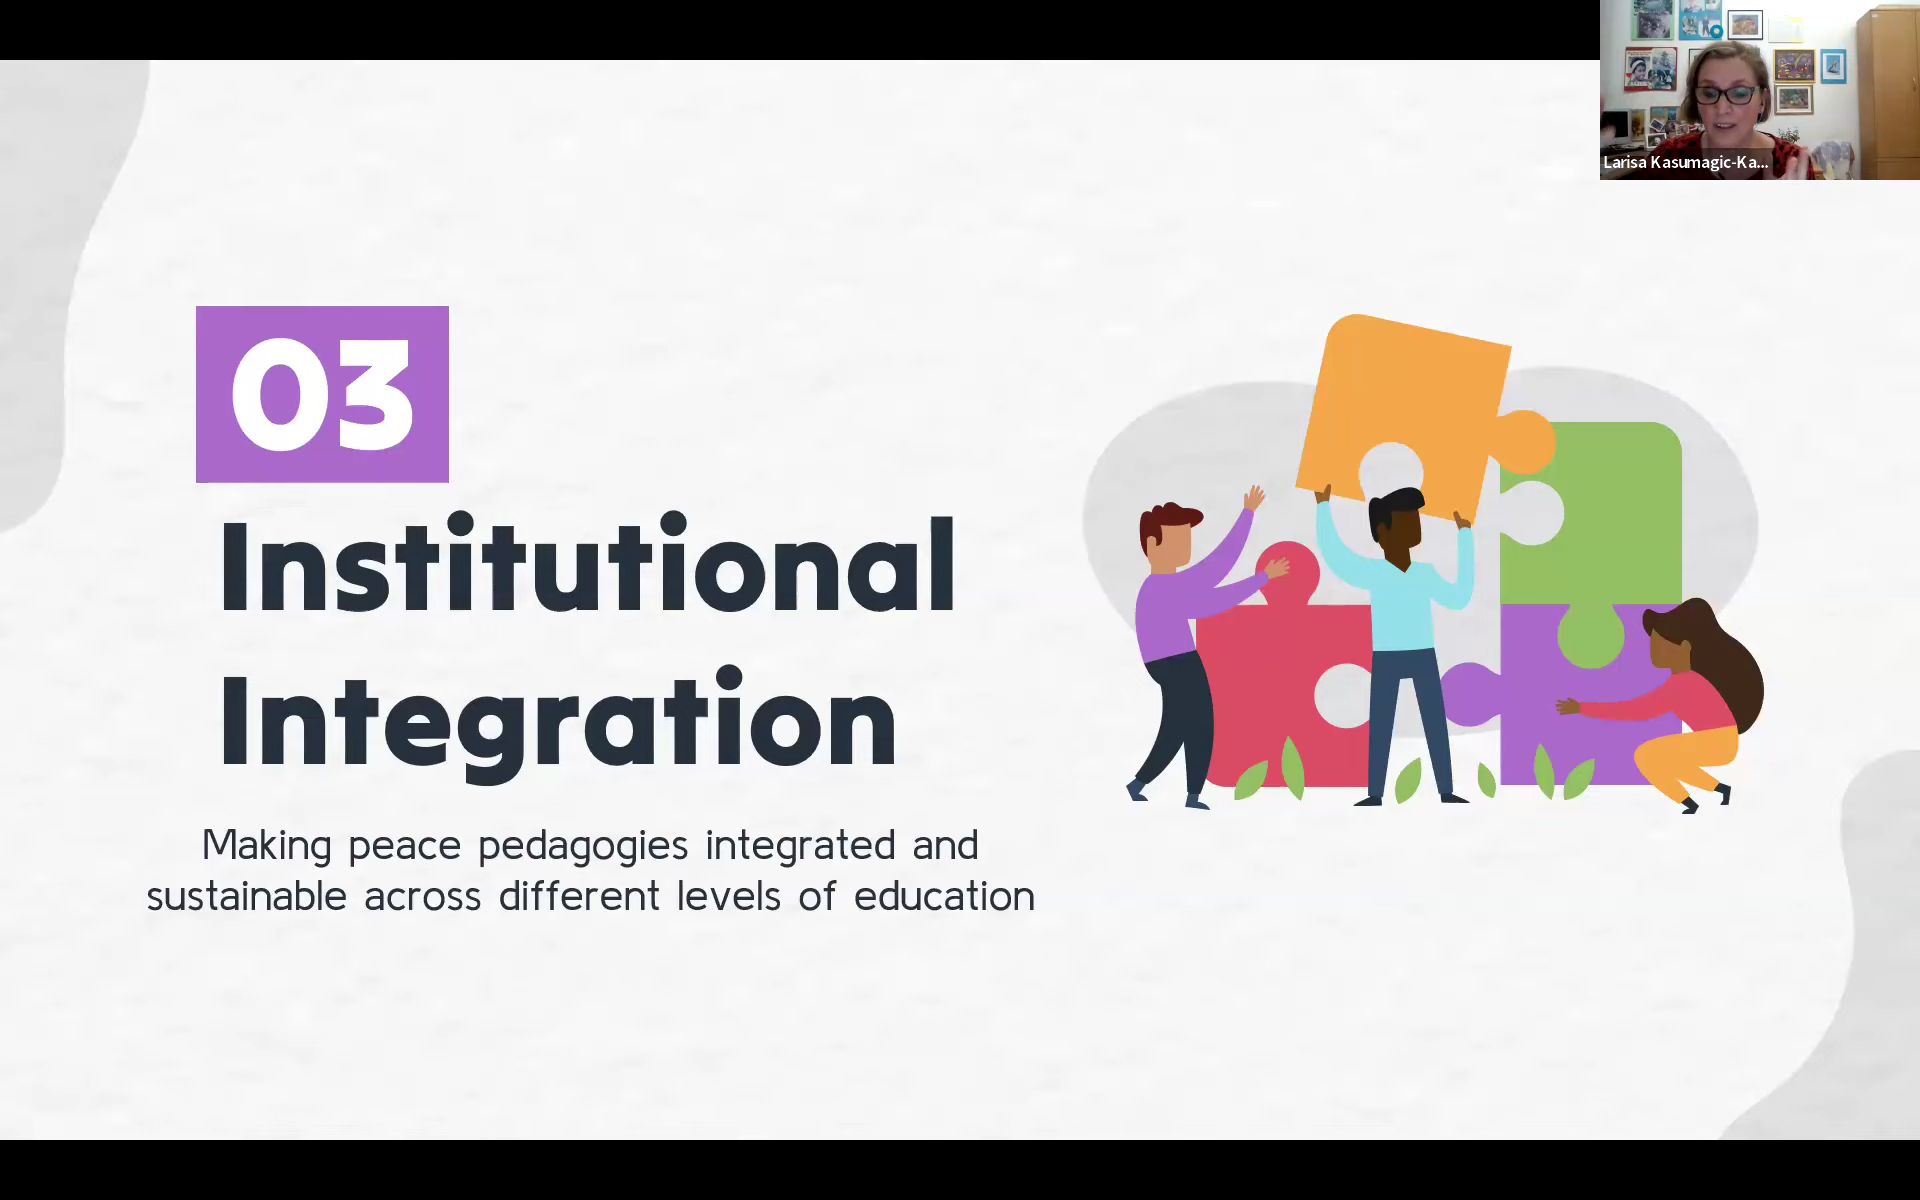 Larisa Kasumagic-Ka...
03
Institutional
Integration
Making peace pedagogies integrated and
sustainable across different levels of education